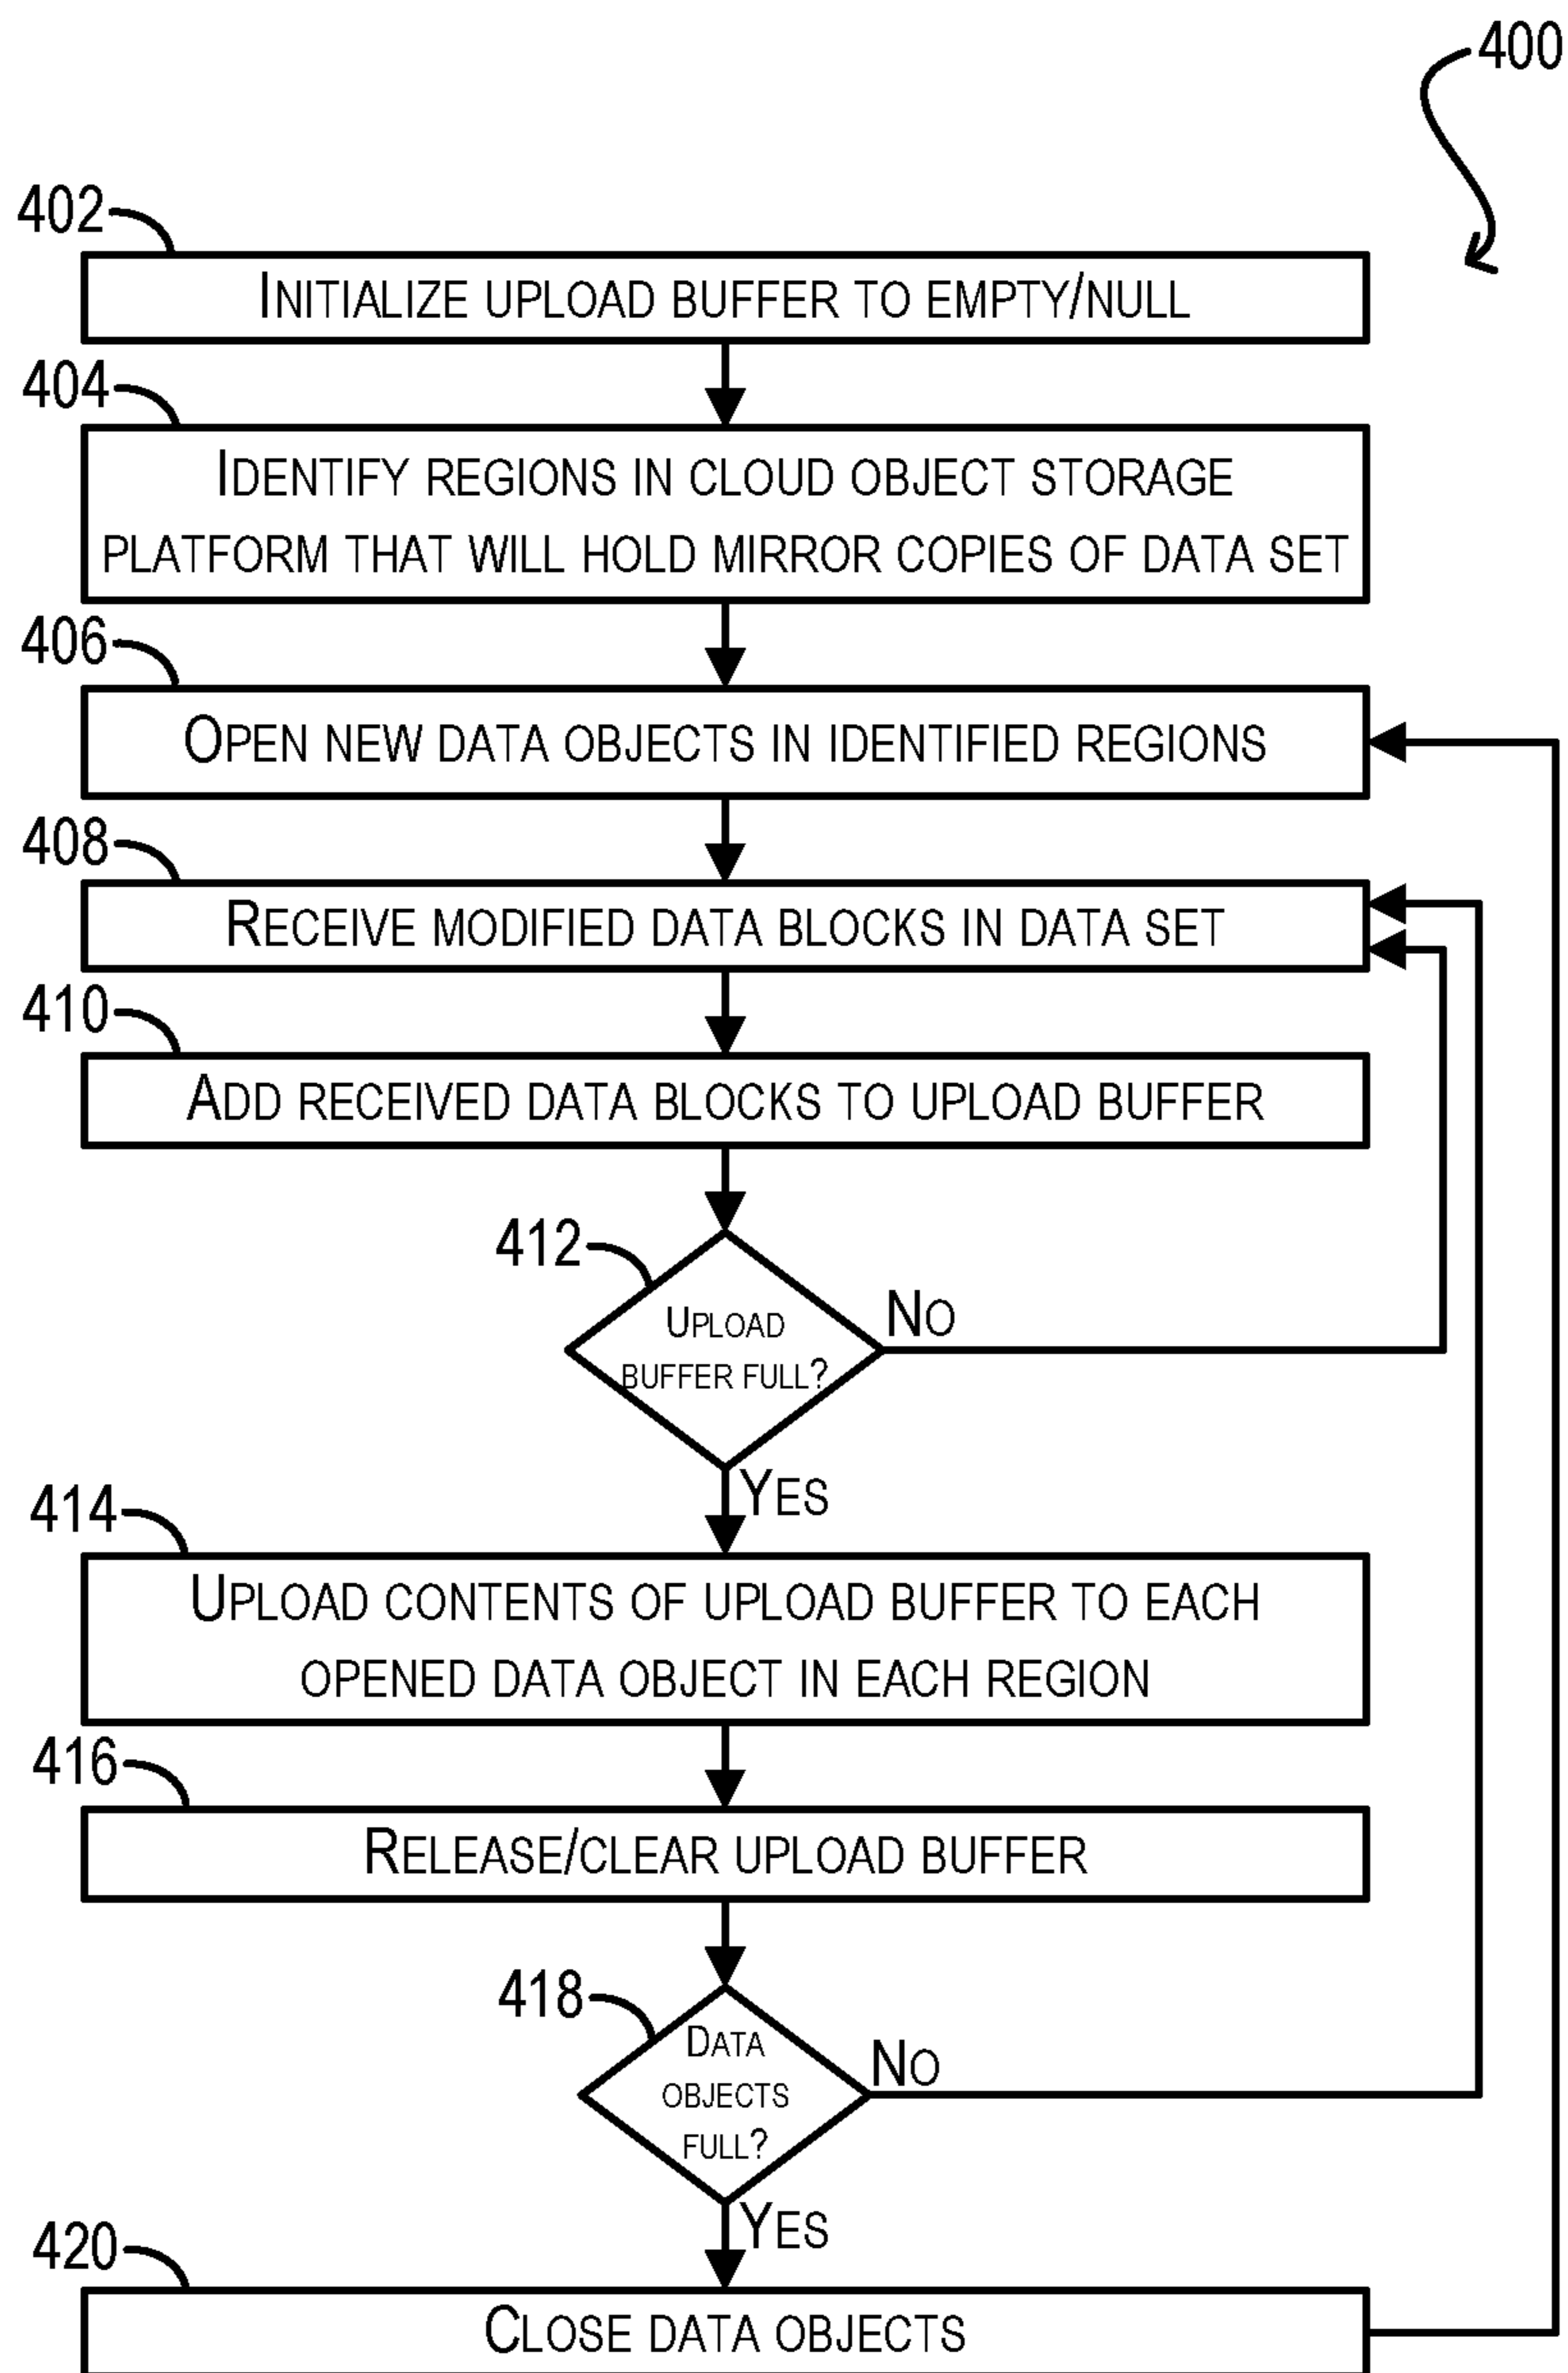 400
402
INITIALIZE UPLOAD BUFFER TO EMPTY/NULL
404
IDENTIFY REGIONS IN CLOUD OBJECT STORAGE
PLATFORM THAT WILL HOLD MIRROR COPIES OF DATA SET
406
OPEN NEW DATA OBJECTS IN IDENTIFIED REGIONS
408
RECEIVE MODIFIED DATA BLOCKS IN DATA SET
410
ADD RECEIVED DATA BLOCKS TO UPLOAD BUFFER
412
UPLOAD
BUFFER FULL?
NO
YES
414
UPLOAD CONTENTS OF UPLOAD BUFFER TO EACH
OPENED DATA OBJECT IN EACH REGION
416
RELEASE/CLEAR UPLOAD BUFFER
418
DATA
OBJECTS
FULL?
NO
YES
420
CLOSE DATA OBJECTS